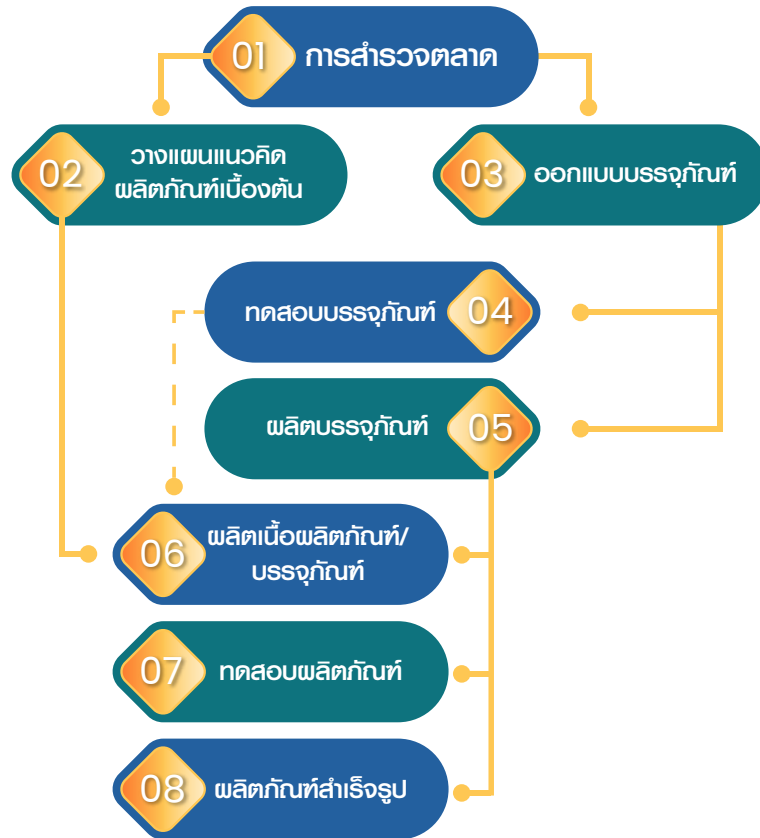 01 การสำรวจตลาด
02 วางแผนแนวคิด
ผลิตภัณฑ์เบื้องต้น
03 ออกแบบบรรจุภัณฑ์
ทดสอบบรรจุภัณฑ์ 04
ผลิตบรรจุภัณฑ์ 05
06 ผลิตเนื้อผลิตภัณฑ์/
บรรจุภัณฑ์
07 ทดสอบผลิตภัณฑ์
08 ผลิตภัณฑ์สำเร็จรูป